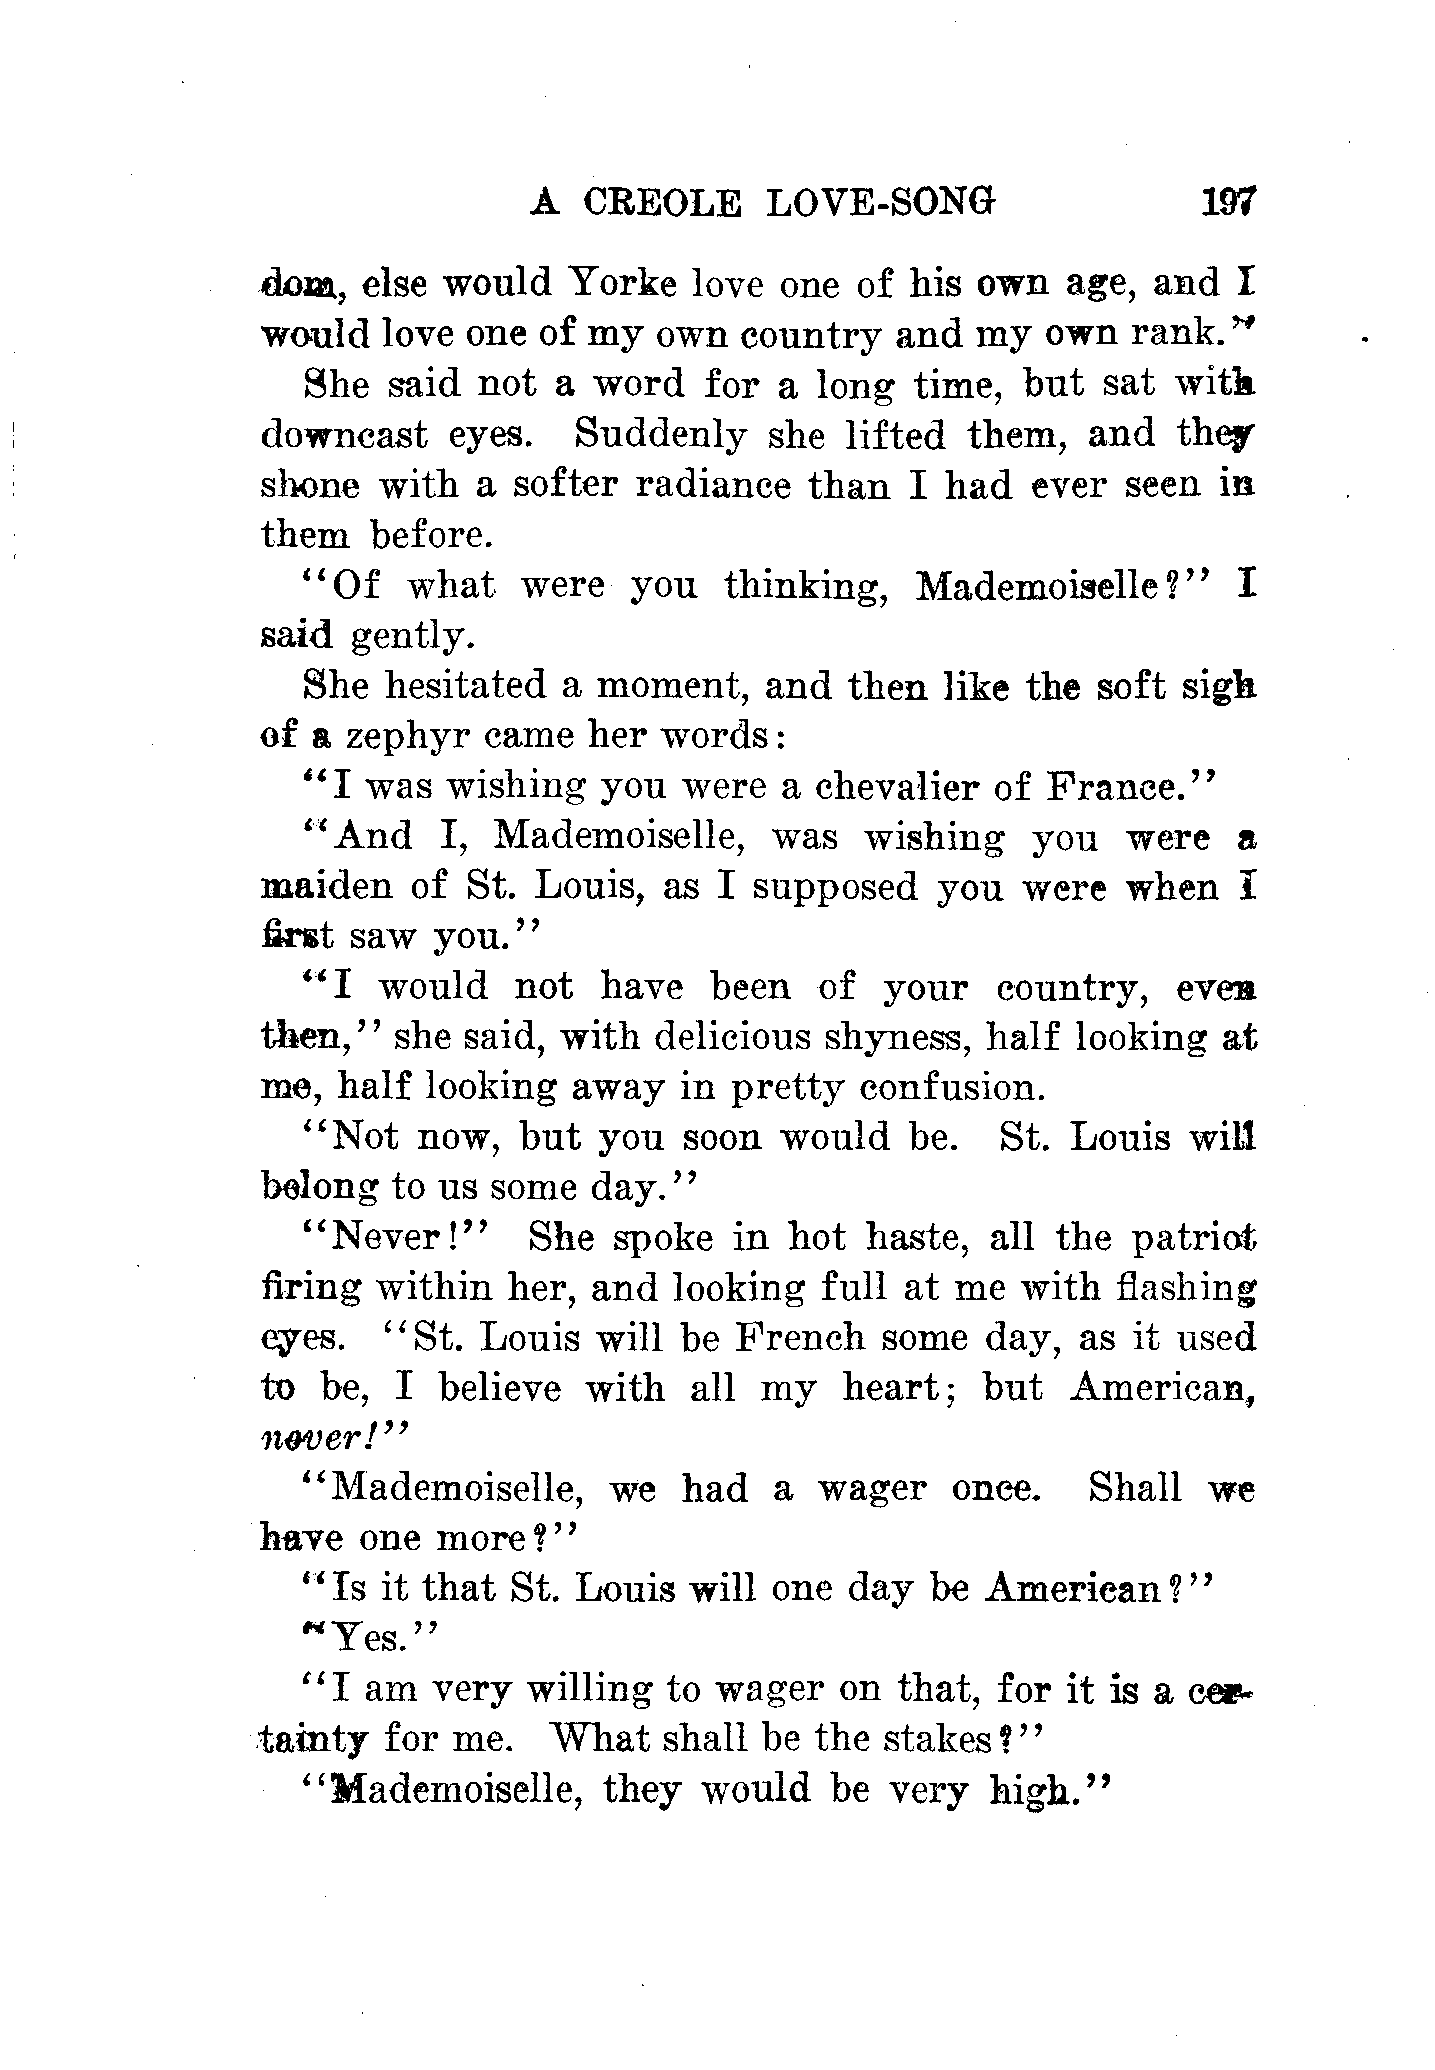 A CREOLE LOVE-SONG 197
dom, else would Yorke love one of his own age, and I
would love one of my own country and my own rank."
She said not a word for a long time, but sat with
downcast eyes. Suddenly she lifted them, and they
shone with a softer radiance than I had ever seen in
them before.
"Of what were you thinking, Mademoiselle?" I
said gently.
She hesitated a moment, and then like the soft sigh
of a zephyr came her words:
"I was wishing you were a chevalier of France."
"And I, Mademoiselle, was wishing you were a
maiden of St. Louis, as I supposed you were when I
first saw you."
"I would not have been of your country, even
then," she said, with delicious shyness, half looking at
me, half looking away in pretty confusion.
"Not now, but you soon would be. St. Louis will
belong to us some day."
"Never!" She spoke in hot haste, all the patriot
firing within her, and looking full at me with flashing
eyes. "St. Louis will be French some day, as it used
to be, I believe with all my heart; but American,
never!"
"Mademoiselle, we had a wager once. Shall we
have one more?"
"Is it that St. Louis will one day be American?"
"Yes."
"I am very willing to wager on that, for it is a cer-
tainty for me. What shall be the stakes?"
"Mademoiselle, they would be very high."